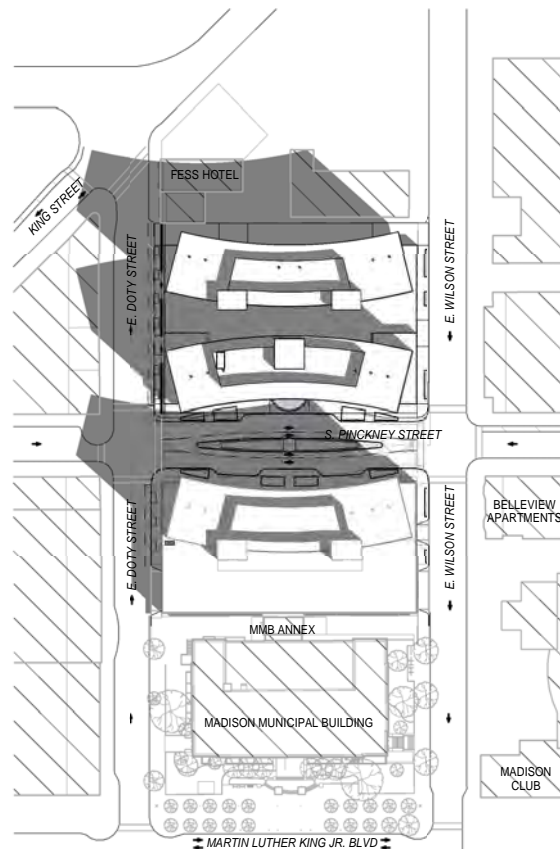 FESS HOTEL
KING STREET
E. DOTY STREET
E. WILSON STREET
S. PINCKNEY STREET
BELLEVIEW
APARTMENTS
E. DOTY STREET
E. WILSON STREET
MMB ANNEX
MADISON MUNICIPAL BUILDING
MADISON
CLUB
MARTIN LUTHER KING JR. BLVD